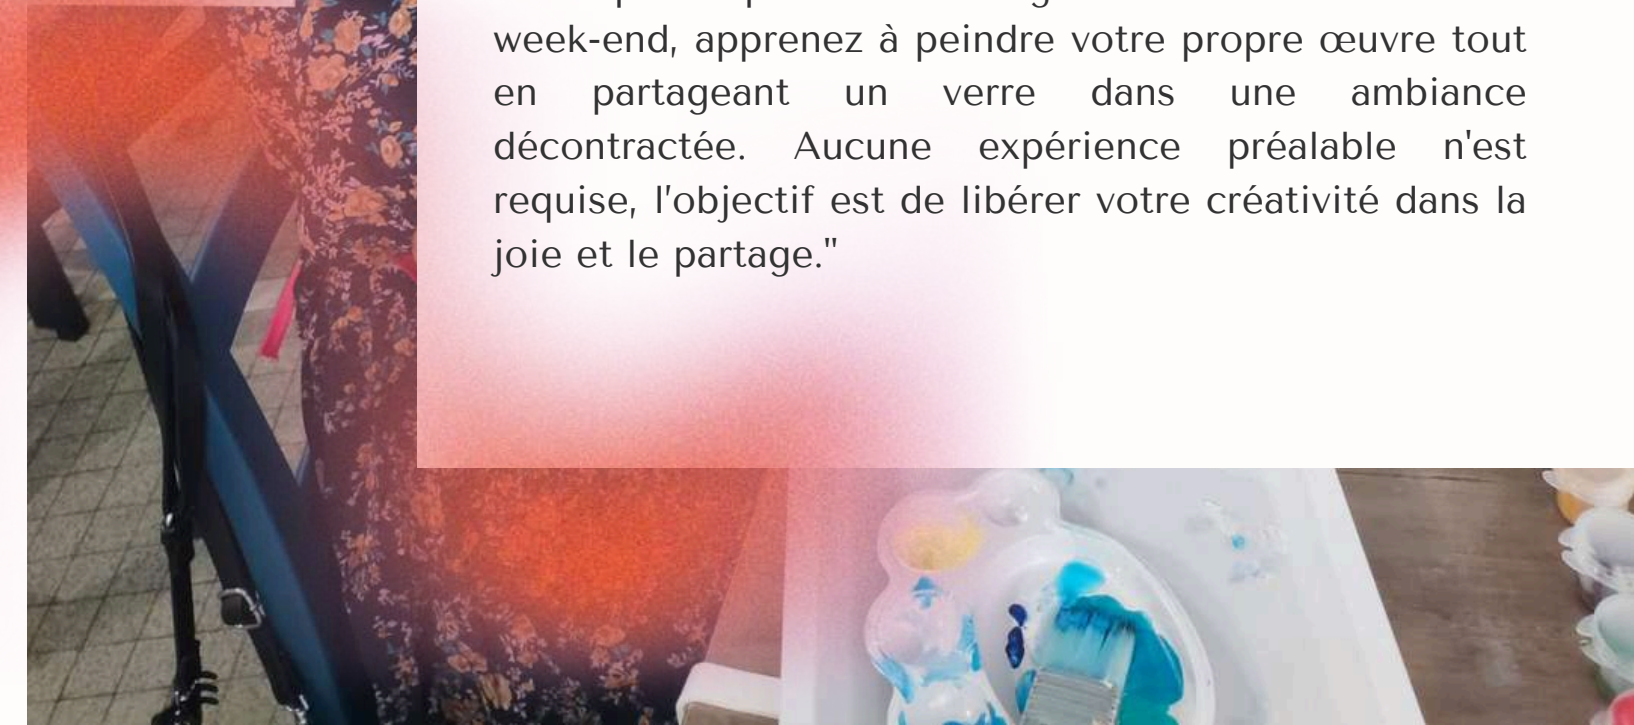 week-end, apprenez à peindre votre propre œuvre tout
en partageant un verre dans une ambiance
décontractée. Aucune expérience préalable n'est
requise, l'objectif est de libérer votre créativité dans la
joie et le partage."